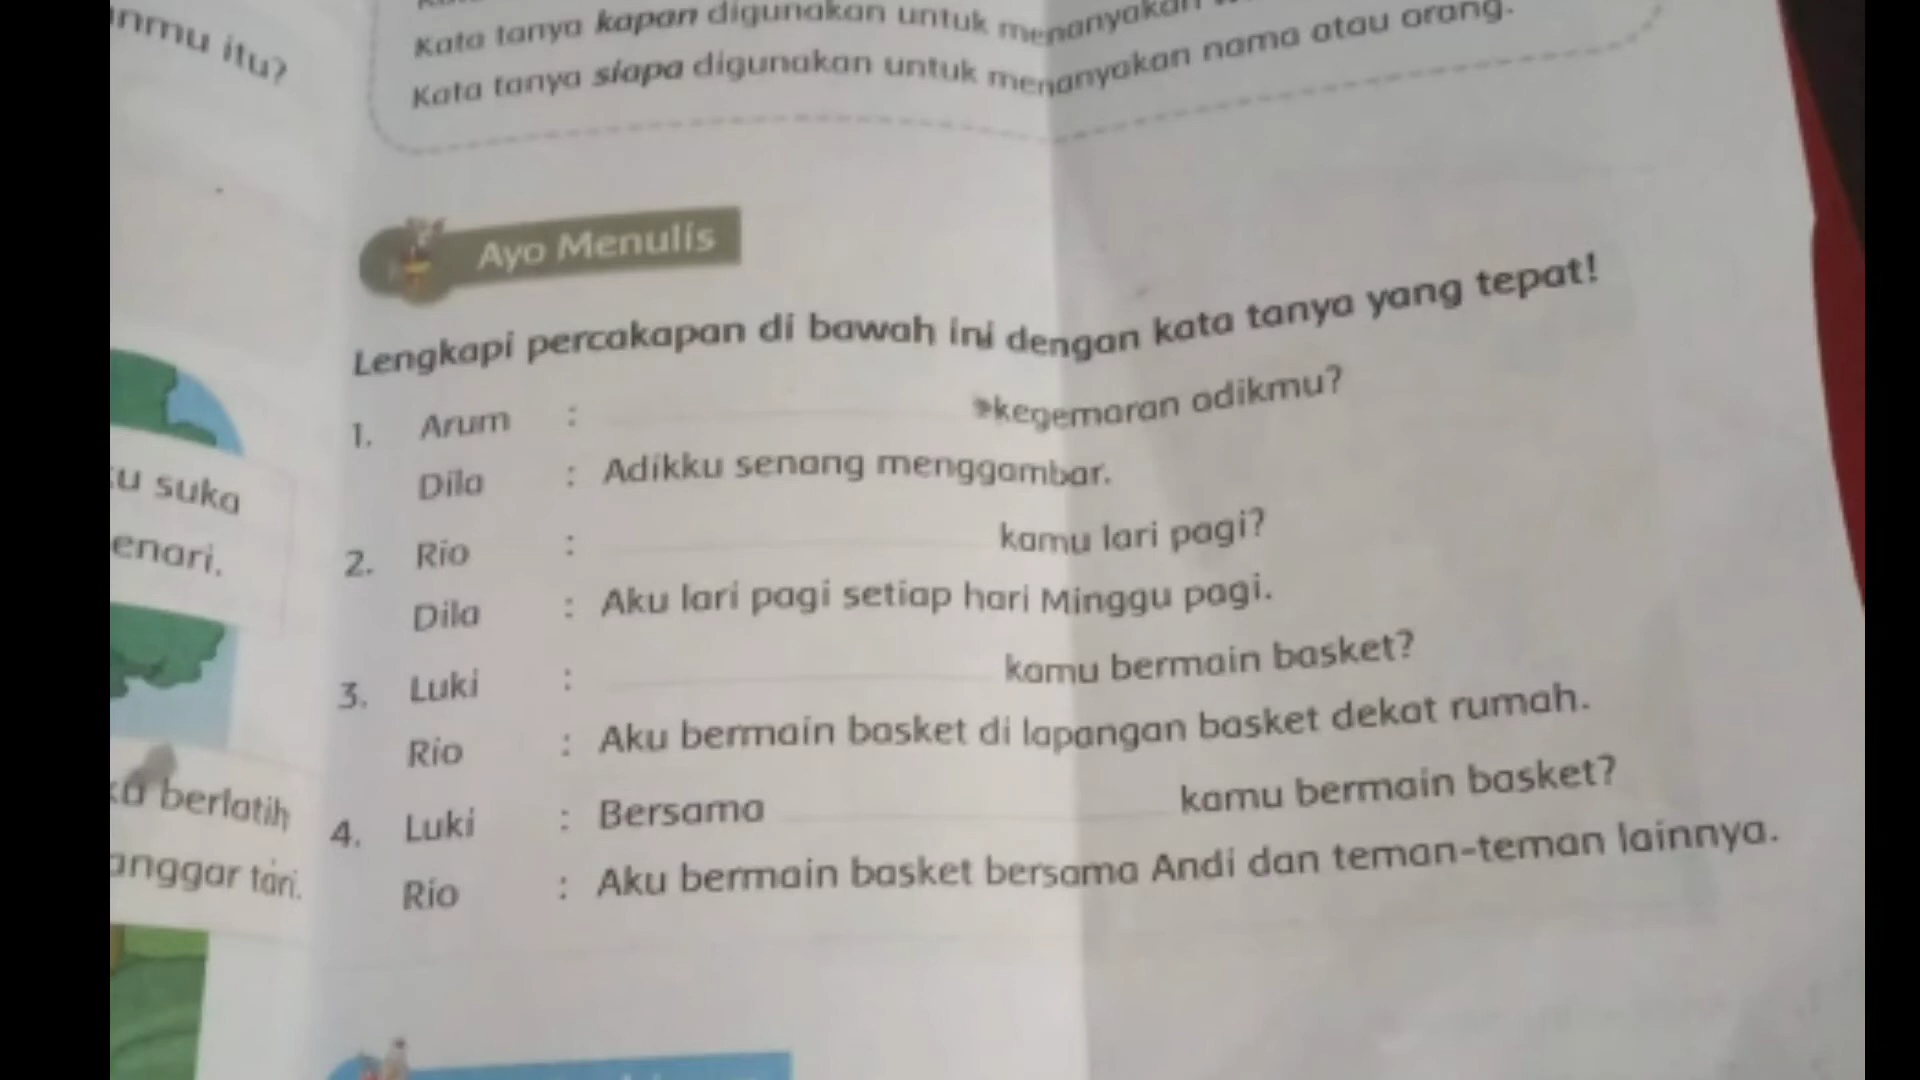 Kata tanya kapan digunakan untuk menanyakan
Kata tanya siapa digunakan untuk menanyakan nama atau orang.
itu?
Ayo Menulis
Lengkapi percakapan di bawah ini dengan kata tanya yang tepat!
1. Arum : kegemaran adikmu?
Dila : Adikku senang menggambar.
2. Rio : kamu lari pagi?
Dila : Aku lari pagi setiap hari Minggu pagi.
3. Luki : kamu bermain basket?
Rio : Aku bermain basket di lapangan basket dekat rumah.
4. Luki : Bersama kamu bermain basket?
Rio : Aku bermain basket bersama Andi dan teman-teman lainnya.
suka
enari.
berlatih
anggar tari.